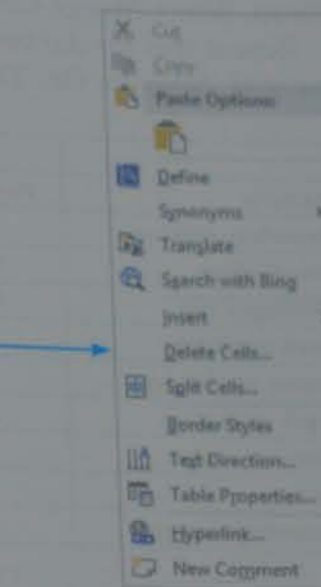 Cut
Copy
Paste Options:
Define
Synonyms
Translate
Search with Bing
Insert
Delete Cells...
Split Cells...
Border Styles
Text Direction...
Table Properties...
Hyperlink...
New Comment